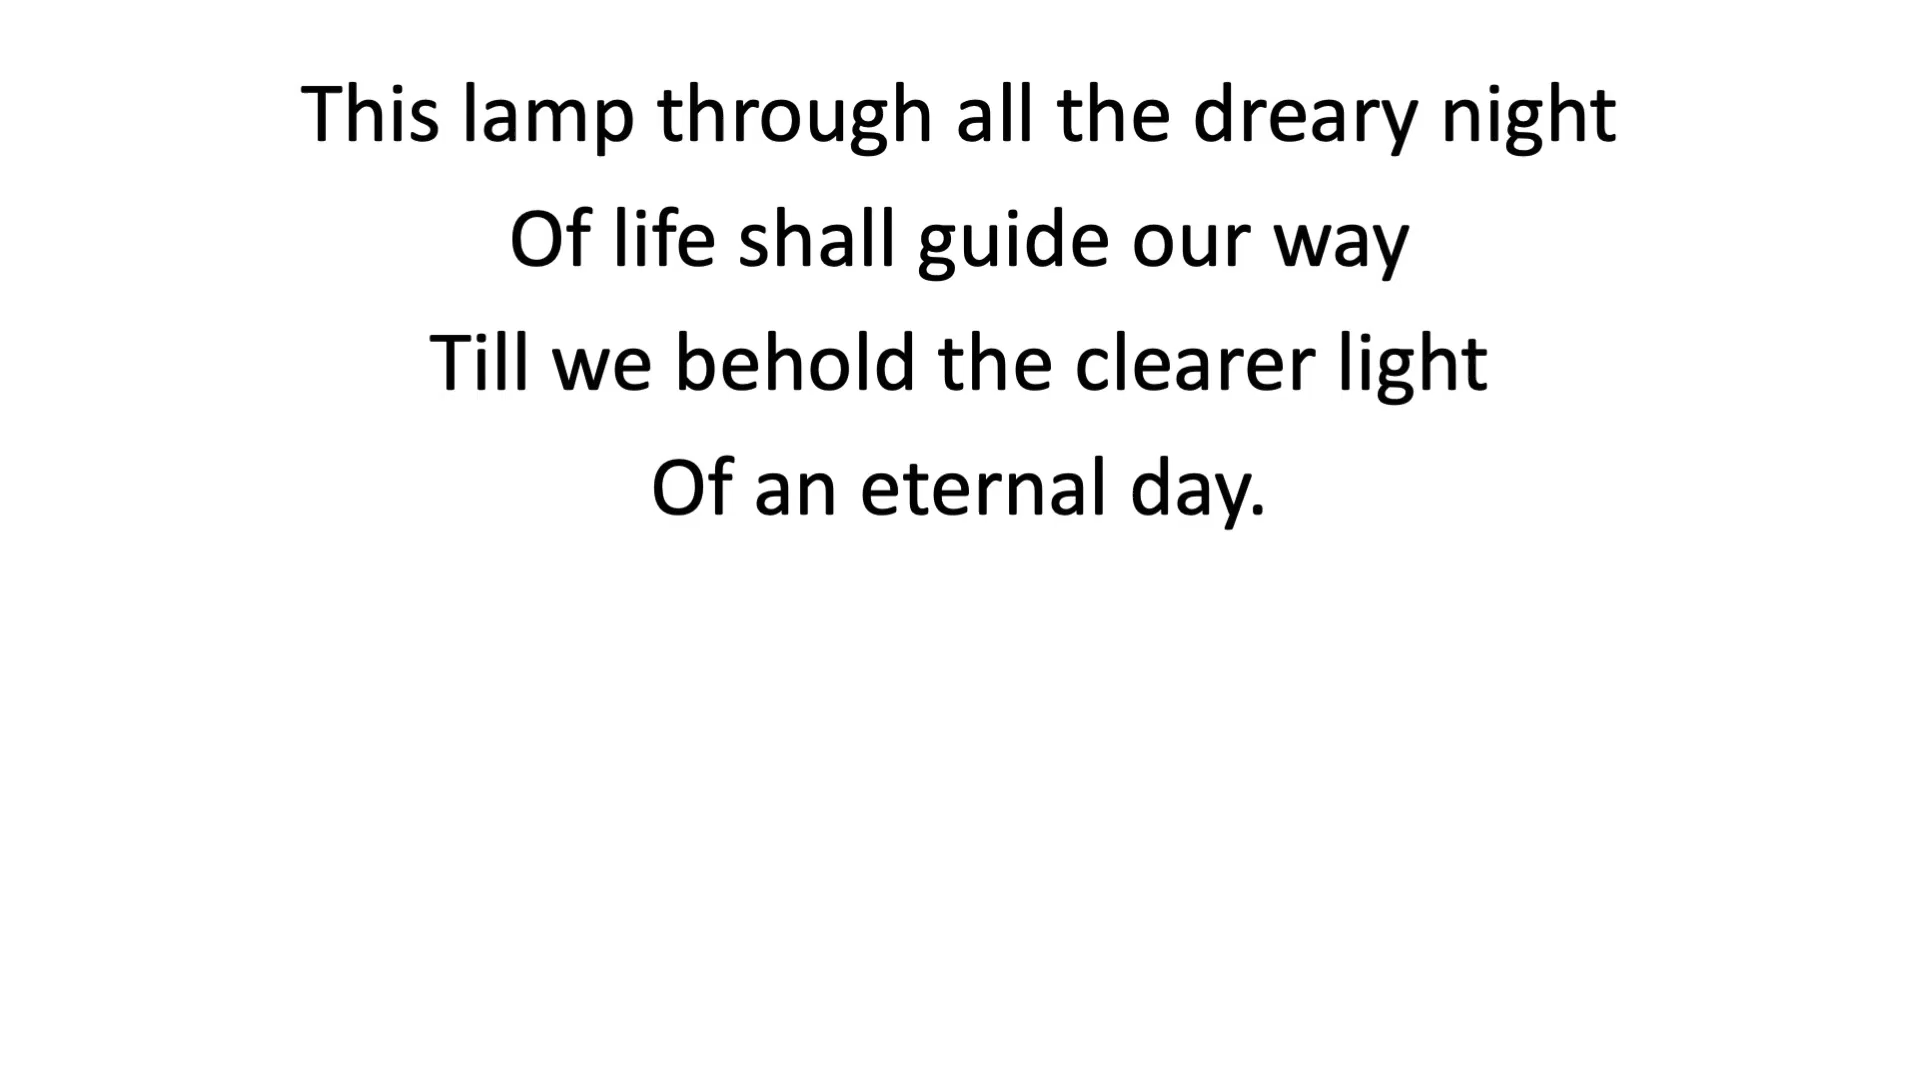 This lamp through all the dreary night
Of life shall guide our way
Till we behold the clearer light
Of an eternal day.